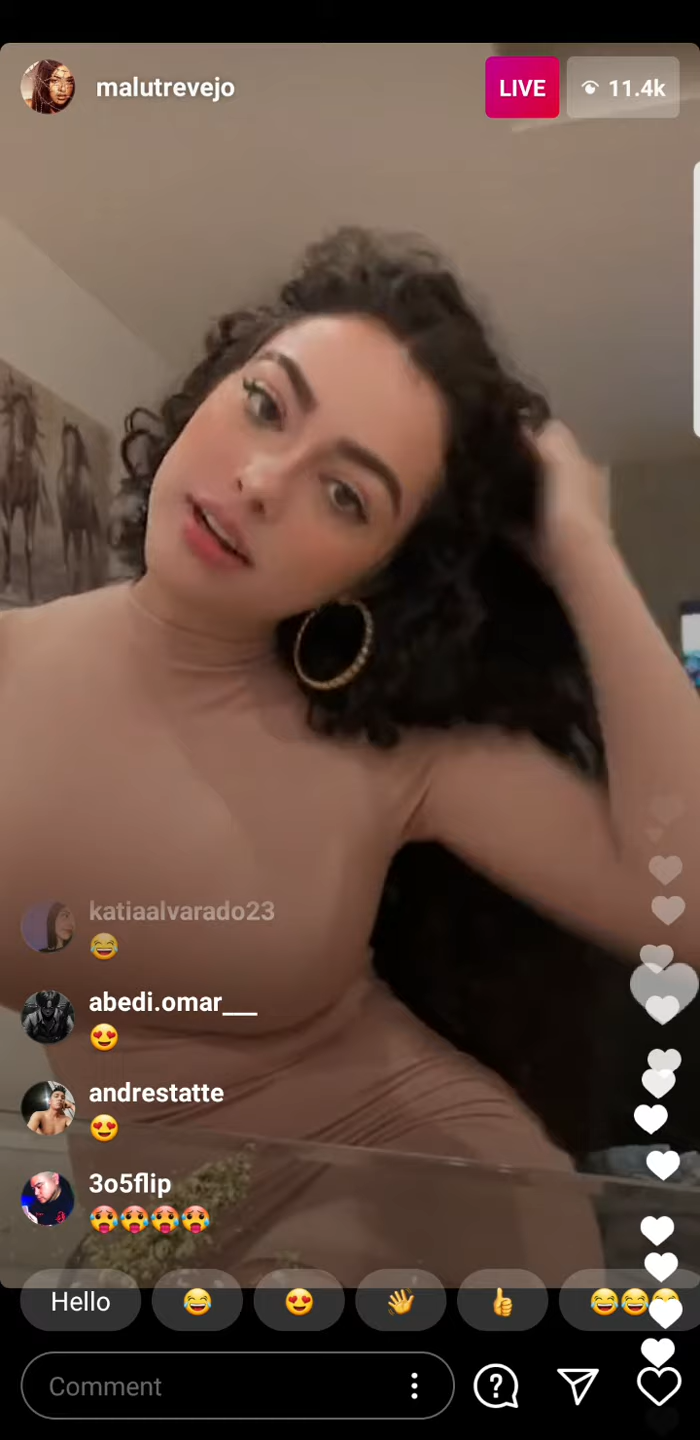 malutrevejo
LIVE
11.4k
katiaalvarado23
😂
abedi.omar___
😍
andrestatte
😍
3o5flip
🥵🥵🥵🥵
Hello
😂
😍
👋
👍
😂😂😂
Comment